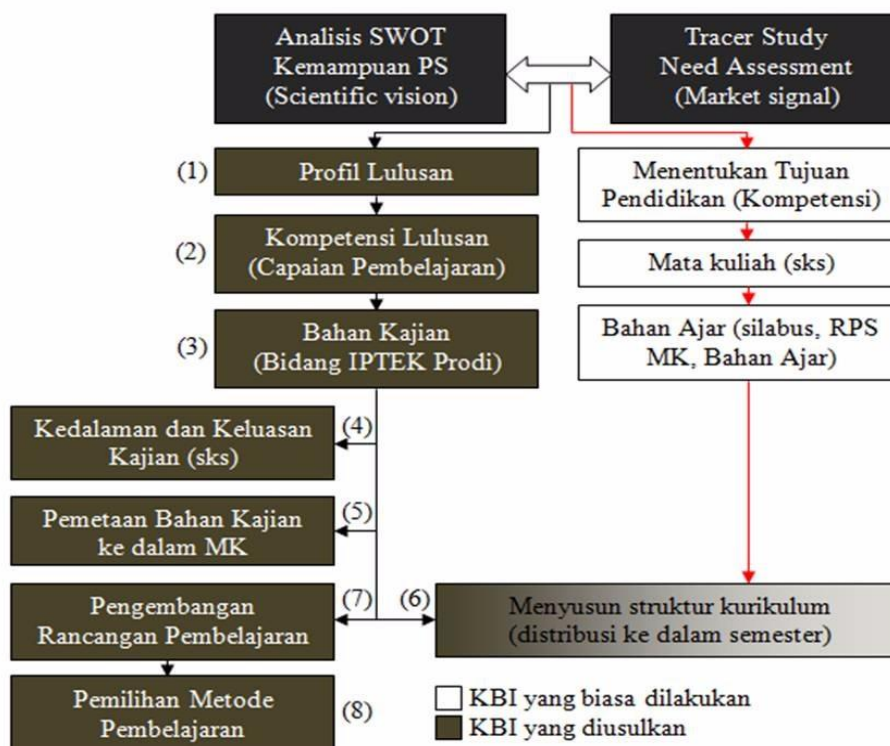 Analisis SWOT
Kemampuan PS
(Scientific vision)
Tracer Study
Need Assessment
(Market signal)
(1)
Profil Lulusan
Menentukan Tujuan
Pendidikan (Kompetensi)
(2)
Kompetensi Lulusan
(Capaian Pembelajaran)
Mata kuliah (sks)
(3)
Bahan Kajian
(Bidang IPTEK Prodi)
Bahan Ajar (silabus, RPS
MK, Bahan Ajar)
Kedalaman dan Keluasan
Kajian (sks)
(4)
Pemetaan Bahan Kajian
ke dalam MK
(5)
Pengembangan
Rancangan Pembelajaran
(7)
(6)
Menyusun struktur kurikulum
(distribusi ke dalam semester)
Pemilihan Metode
Pembelajaran
(8)
KBI yang biasa dilakukan
KBI yang diusulkan